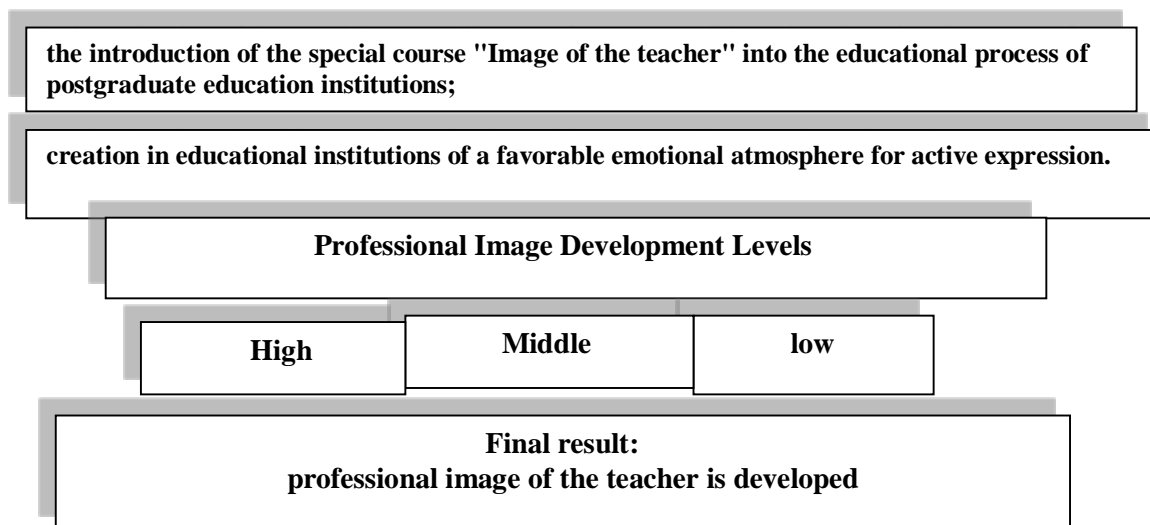 the introduction of the special course "Image of the teacher" into the educational process of
postgraduate education institutions;
creation in educational institutions of a favorable emotional atmosphere for active expression.
Professional Image Development Levels
High
Middle
low
Final result:
professional image of the teacher is developed